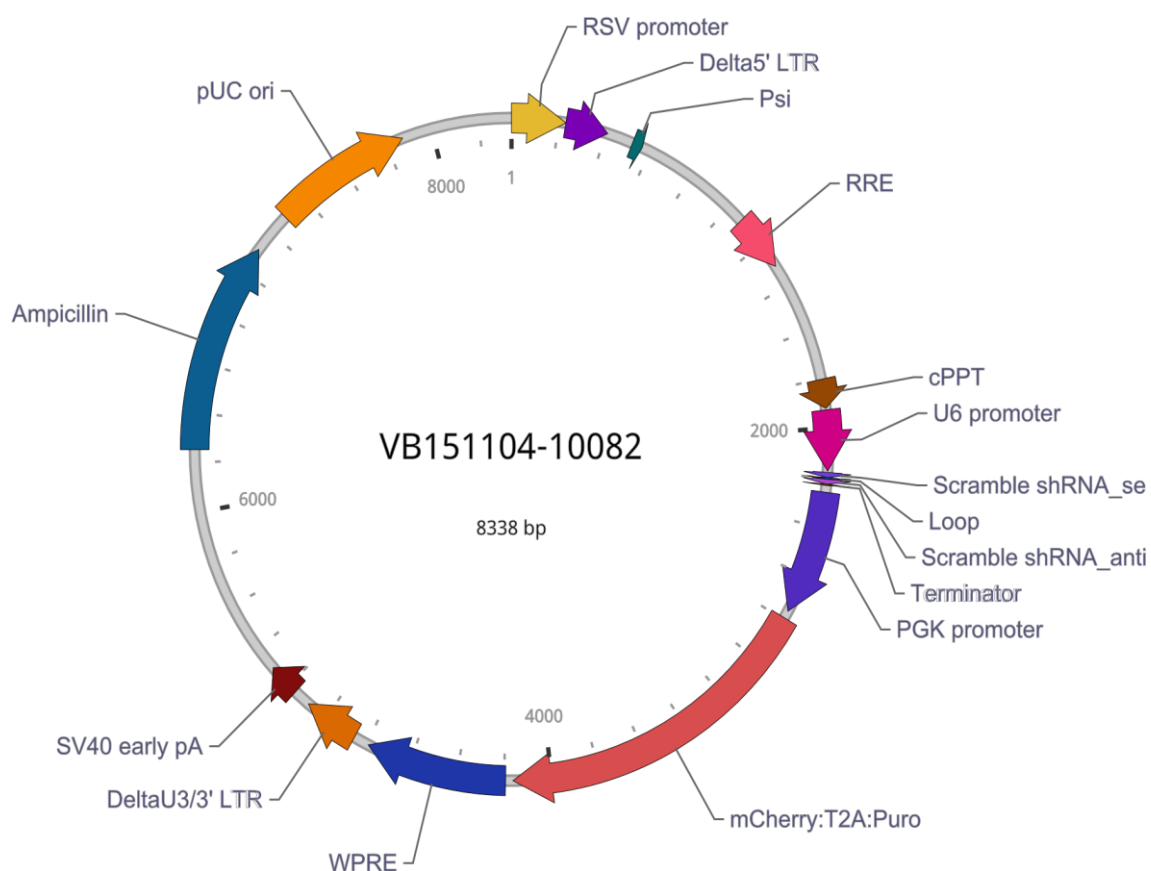 RSV promoter
Delta5' LTR
Psi
pUC ori
RRE
8000
1
Ampicillin
cPPT
U6 promoter
2000
VB151104-10082
Scramble shRNA_se
6000
Loop
8338 bp
Scramble shRNA_anti
Terminator
PGK promoter
4000
SV40 early pA
DeltaU3/3' LTR
mCherry:T2A:Puro
WPRE